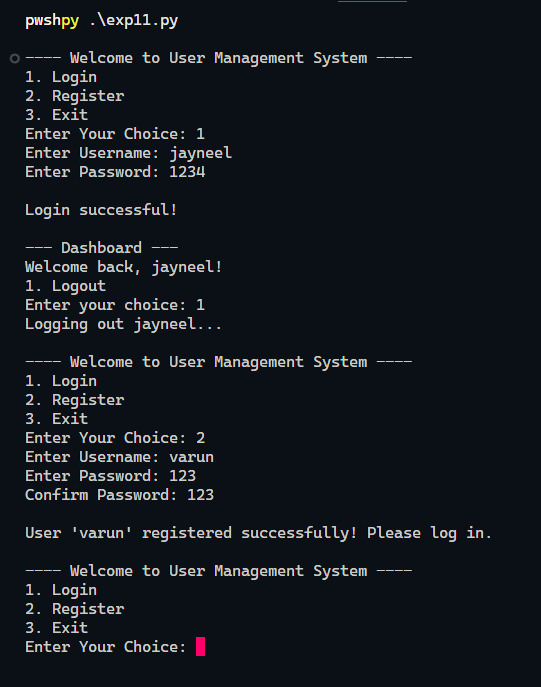 pwshpy .\exp11.py
---- Welcome to User Management System ----
1. Login
2. Register
3. Exit
Enter Your Choice: 1
Enter Username: jayneel
Enter Password: 1234
Login successful!
--- Dashboard ---
Welcome back, jayneel!
1. Logout
Enter your choice: 1
Logging out jayneel...
---- Welcome to User Management System ----
1. Login
2. Register
3. Exit
Enter Your Choice: 2
Enter Username: varun
Enter Password: 123
Confirm Password: 123
User 'varun' registered successfully! Please log in.
---- Welcome to User Management System ----
1. Login
2. Register
3. Exit
Enter Your Choice: